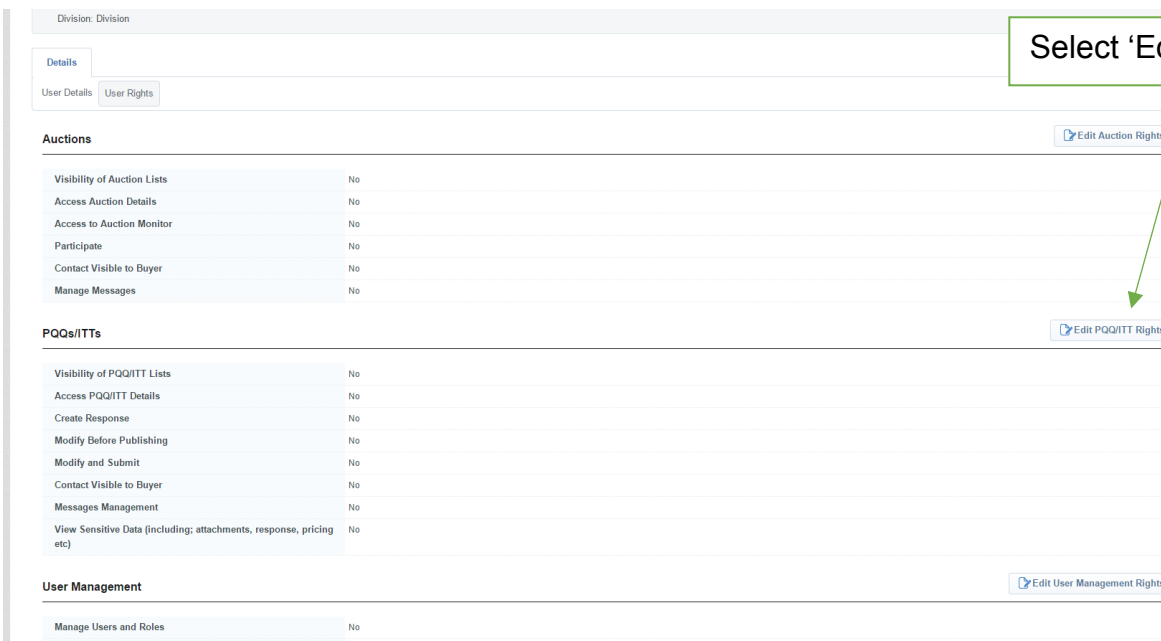 Division: Division
Select ‘Ed
Details
User Details User Rights
Auctions
Edit Auction Rights
Visibility of Auction Lists No
Access Auction Details No
Access to Auction Monitor No
Participate No
Contact Visible to Buyer No
Manage Messages No
PQQs/ITTs
Edit PQQ/ITT Rights
Visibility of PQQ/ITT Lists No
Access PQQ/ITT Details No
Create Response No
Modify Before Publishing No
Modify and Submit No
Contact Visible to Buyer No
Messages Management No
View Sensitive Data (including; attachments, response, pricing No
etc)
User Management
Edit User Management Rights
Manage Users and Roles No